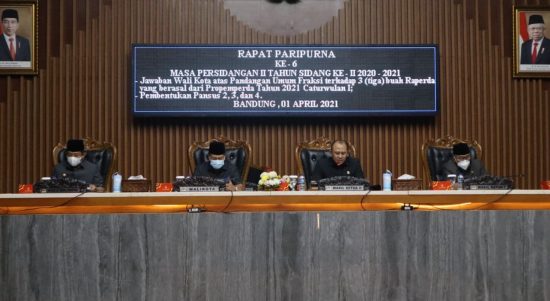 RAPAT PARIPURNA
KE - 6
MASA PERSIDANGAN II TAHUN SIDANG KE - II 2020 - 2021
- Jawaban Wali Kota atas Pandangan Umum Fraksi terhadap 3 (tiga) buah Raperda
yang berasal dari Propemperda Tahun 2021 Caturwulan I;
- Pembentukan Pansus 2, 3, dan 4.
BANDUNG, 01 APRIL 2021
WALIKOTA
WAKIL KETUA
WAKIL KETUA